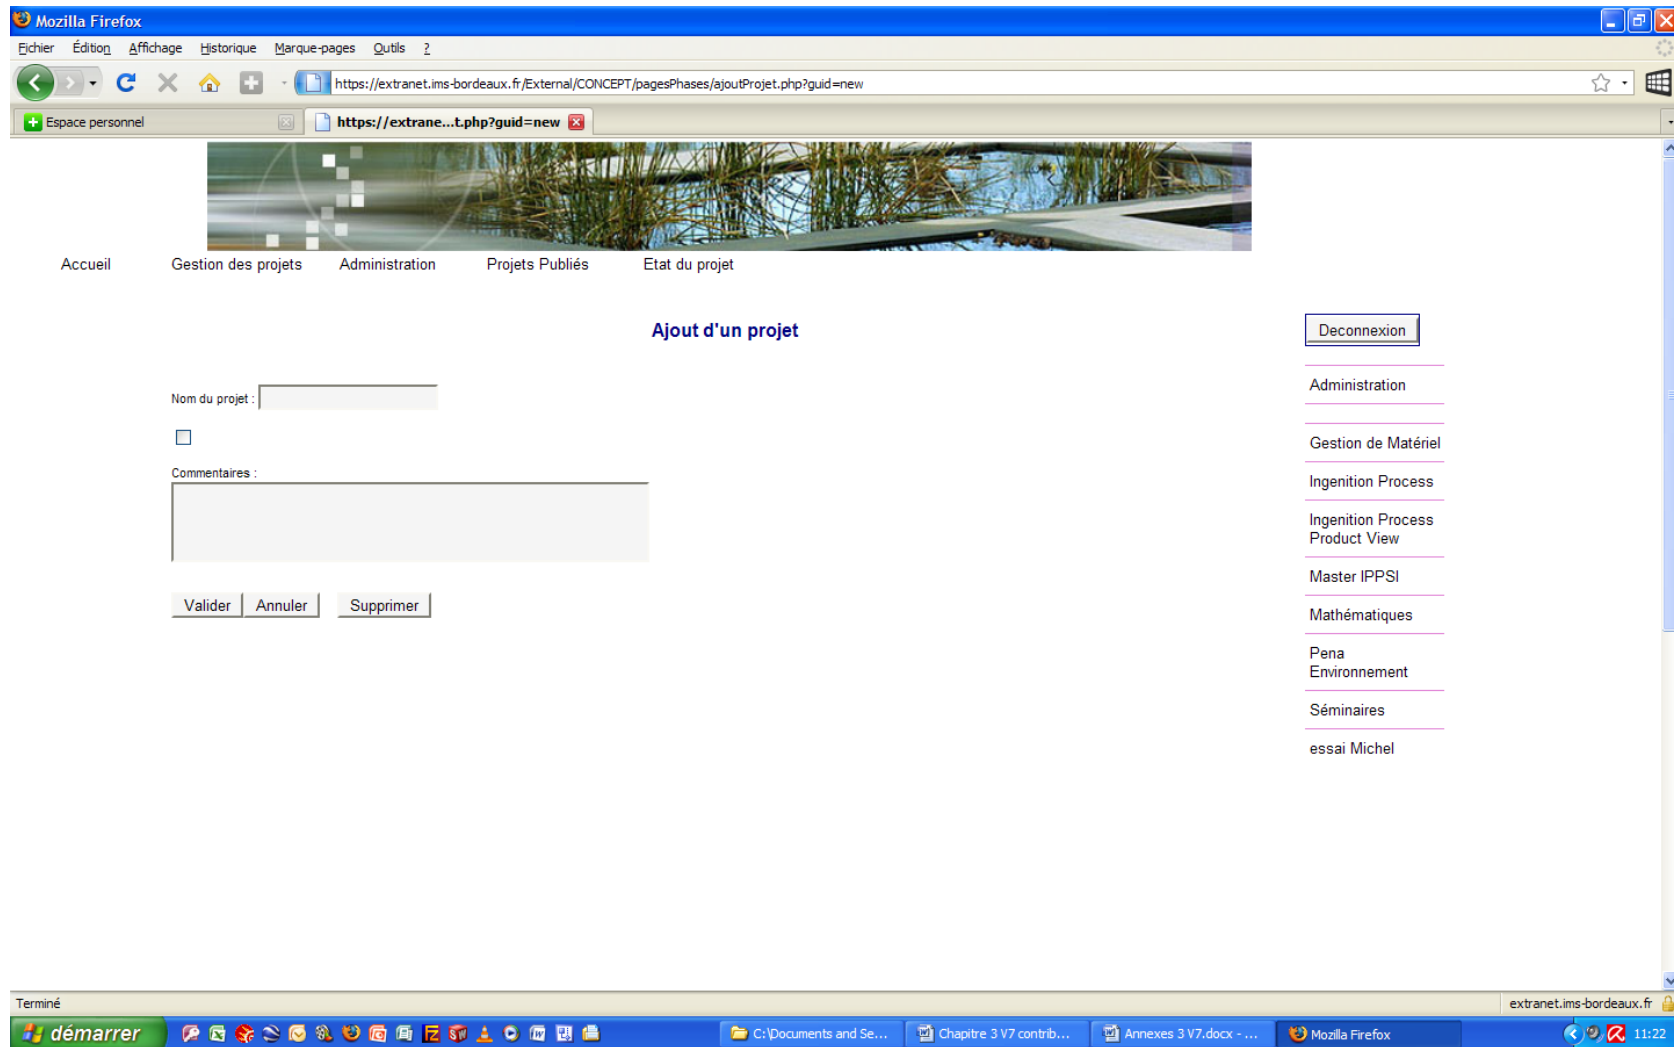 Mozilla Firefox
Fichier Édition Affichage Historique Marque-pages Outils ?
https://extranet.ims-bordeaux.fr/External/CONCEPT/pagesPhases/ajoutProjet.php?guid=new
Espace personnel https://extrane...t.php?guid=new
Accueil Gestion des projets Administration Projets Publiés Etat du projet
Ajout d'un projet
Deconnexion
Nom du projet :
Commentaires :
Valider Annuler Supprimer
Administration
Gestion de Matériel
Ingenition Process
Ingenition Process
Product View
Master IPPSI
Mathématiques
Pena
Environnement
Séminaires
essai Michel
Terminé extranet.ims-bordeaux.fr
démarrer C:\Documents and Se... Chapitre 3 V7 contrib... Annexes 3 V7.docx - ... Mozilla Firefox 11:22